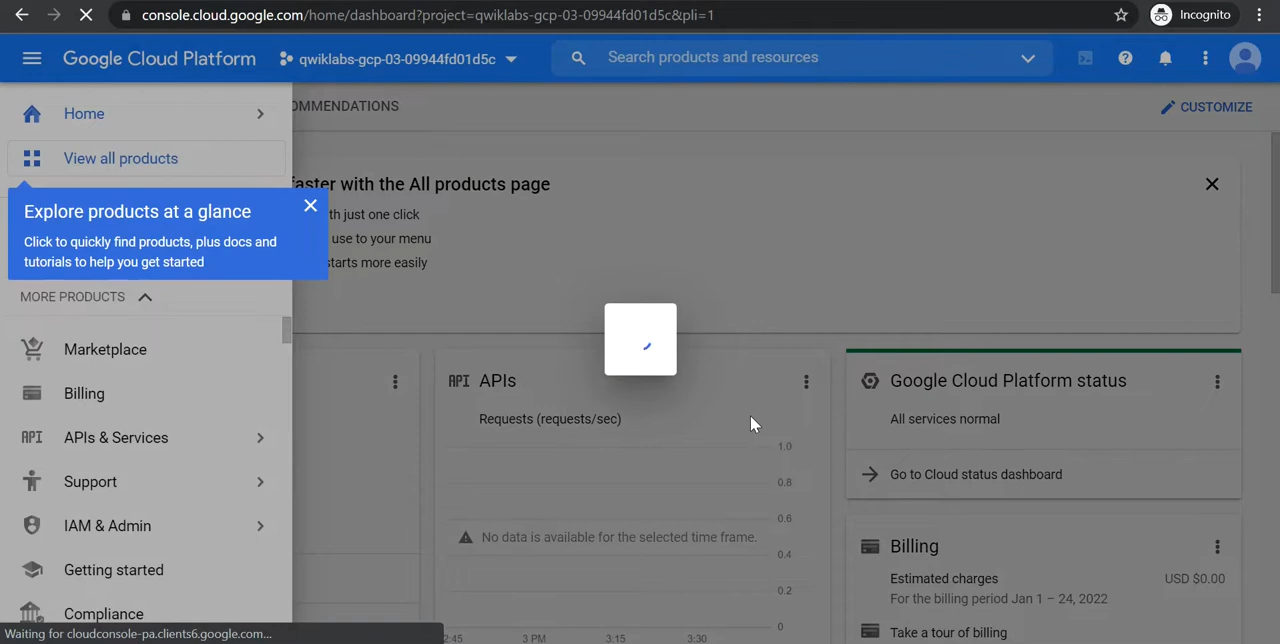 console.cloud.google.com/home/dashboard?project=qwiklabs-gcp-03-09944fd01d5c&pli=1
Incognito
Google Cloud Platform
qwiklabs-gcp-03-09944fd01d5c
Search products and resources
Home
OMMENDATIONS
CUSTOMIZE
View all products
faster with the All products page
Explore products at a glance
Click to quickly find products, plus docs and
tutorials to help you get started
th just one click
use to your menu
starts more easily
MORE PRODUCTS
Marketplace
Billing
API APIs & Services
Support
IAM & Admin
Getting started
Compliance
API APIs
Requests (requests/sec)
1.0
0.8
0.6
No data is available for the selected time frame.
0.4
0.2
0
2:45
3 PM
3:15
3:30
Google Cloud Platform status
All services normal
Go to Cloud status dashboard
Billing
Estimated charges
USD $0.00
For the billing period Jan 1 – 24, 2022
Take a tour of billing
Waiting for cloudconsole-pa.clients6.google.com...